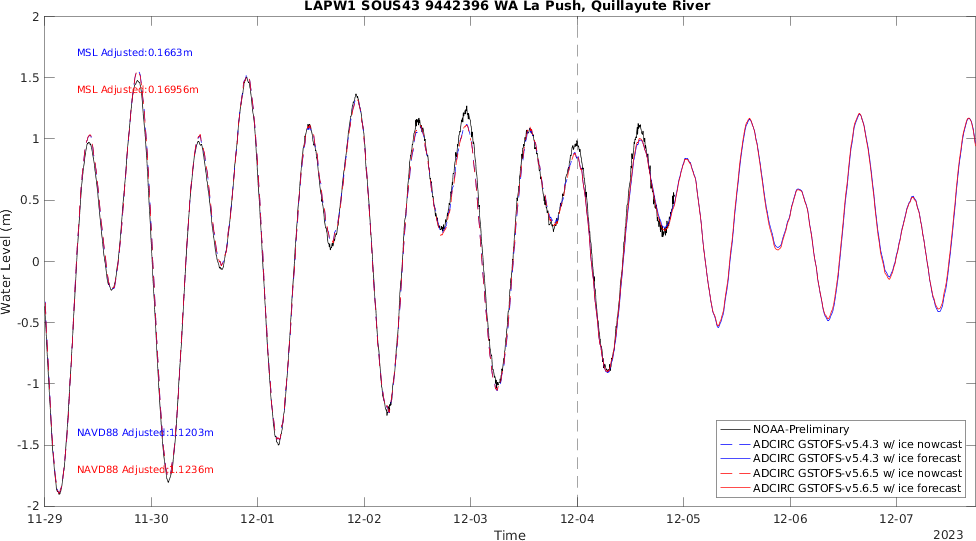 LAPW1 SOUS43 9442396 WA La Push, Quillayute River
2
1.5
1
0.5
0
-0.5
-1
-1.5
-2
Water Level (m)
MSL Adjusted:0.1663m
MSL Adjusted:0.16956m
NAVD88 Adjusted:1.1203m
NAVD88 Adjusted:1.1236m
NOAA-Preliminary
ADCIRC GSTOFS-v5.4.3 w/ ice nowcast
ADCIRC GSTOFS-v5.4.3 w/ ice forecast
ADCIRC GSTOFS-v5.6.5 w/ ice nowcast
ADCIRC GSTOFS-v5.6.5 w/ ice forecast
11-29 11-30 12-01 12-02 12-03 12-04 12-05 12-06 12-07
Time
2023